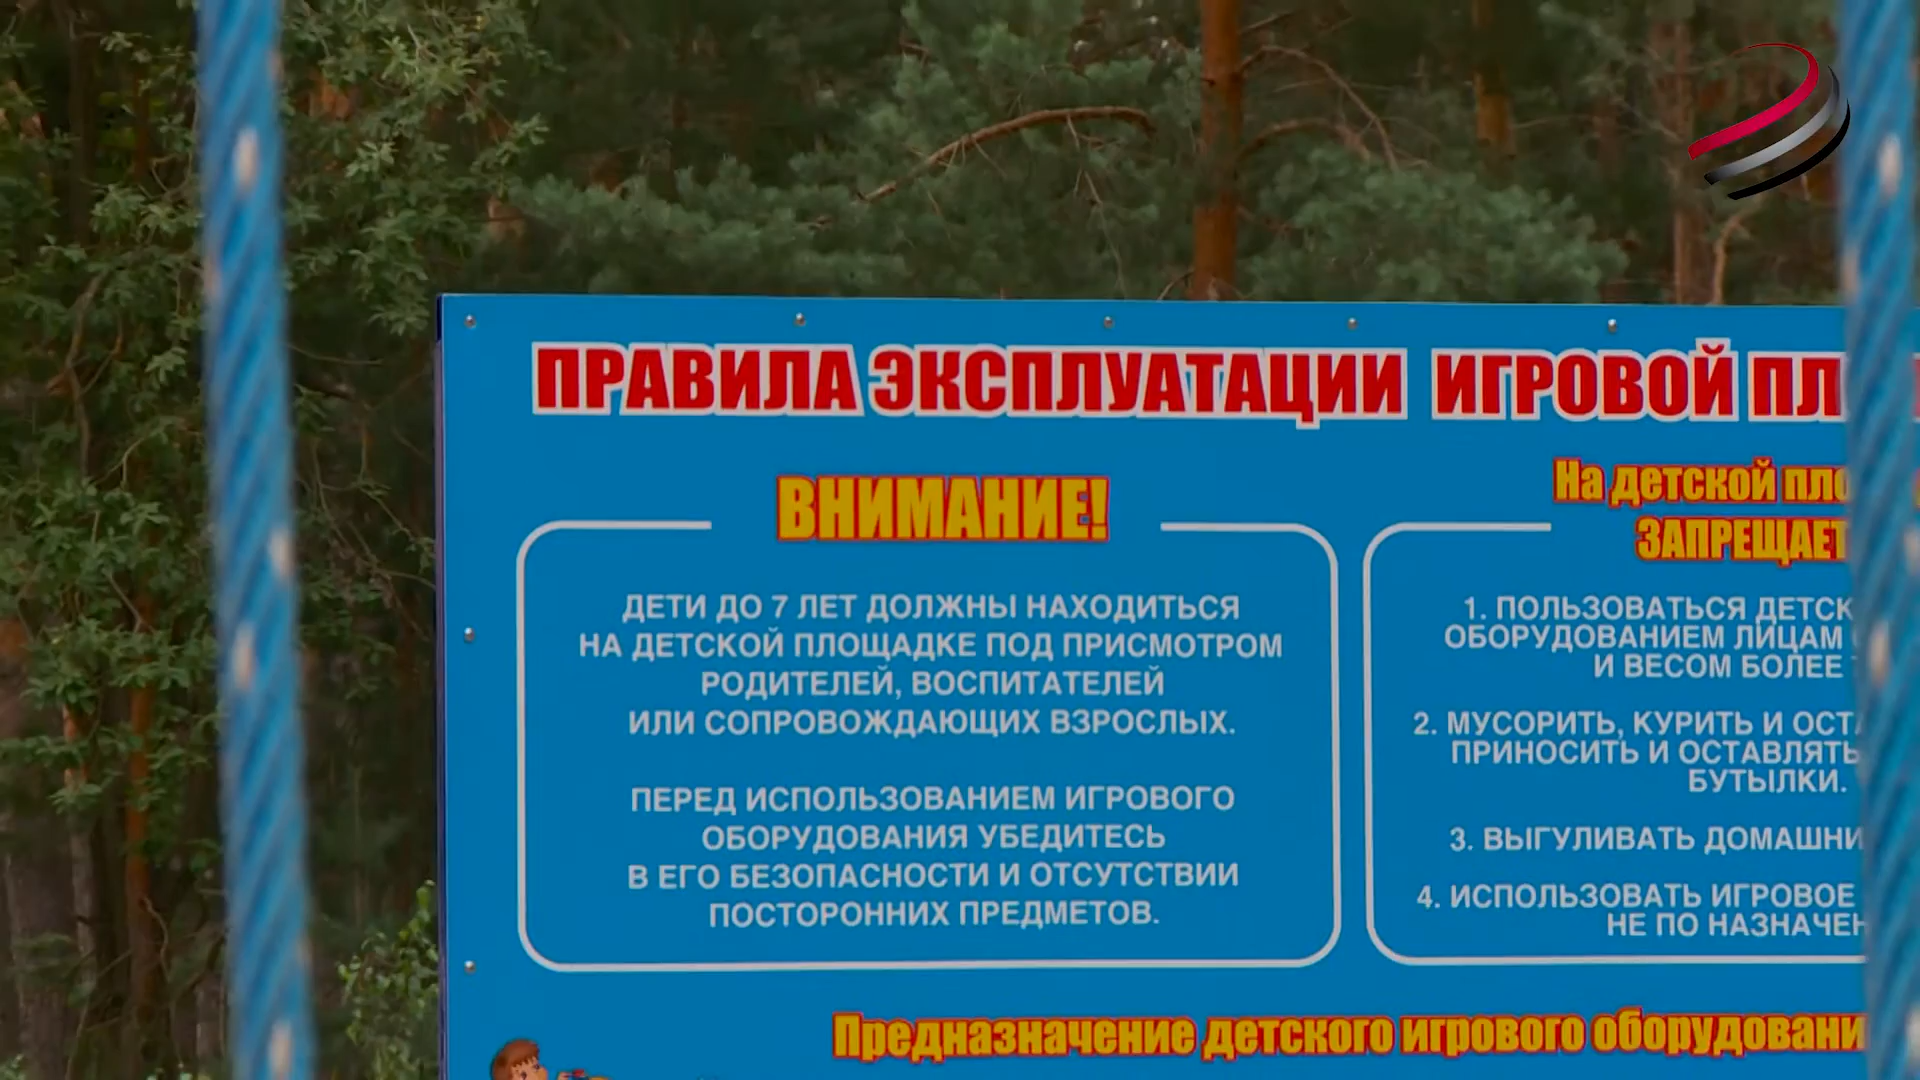 ПРАВИЛА ЭКСПЛУАТАЦИИ ИГРОВОЙ
ВНИМАНИЕ!
ДЕТИ ДО 7 ЛЕТ ДОЛЖНЫ НАХОДИТЬСЯ
НА ДЕТСКОЙ ПЛОЩАДКЕ ПОД ПРИСМОТРОМ
РОДИТЕЛЕЙ, ВОСПИТАТЕЛЕЙ
ИЛИ СОПРОВОЖДАЮЩИХ ВЗРОСЛЫХ.
ПЕРЕД ИСПОЛЬЗОВАНИЕМ ИГРОВОГО
ОБОРУДОВАНИЯ УБЕДИТЕСЬ
В ЕГО БЕЗОПАСНОСТИ И ОТСУТСТВИИ
ПОСТОРОННИХ ПРЕДМЕТОВ.
На детской
1. ПОЛЬЗОВАТЬСЯ
ОБОРУДОВАНИЕМ ЛИЦАМ
И ВЕСОМ БОЛЕЕ
2. МУСОРИТЬ, КУРИТЬ И
ПРИНОСИТЬ И ОСТАВЛЯТЬ
БУТЫЛКИ.
3. ВЫГУЛИВАТЬ
4. ИСПОЛЬЗОВАТЬ ИГРОВОЕ
НЕ ПО
Предназначение детского игрового